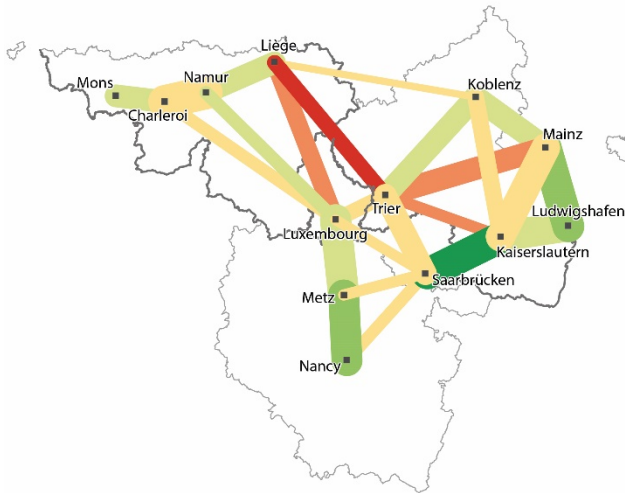 Liège
Mons
Namur
Koblenz
Charleroi
Mainz
Trier
Ludwigshafen
Luxembourg
Kaiserslautern
Saarbrücken
Metz
Nancy